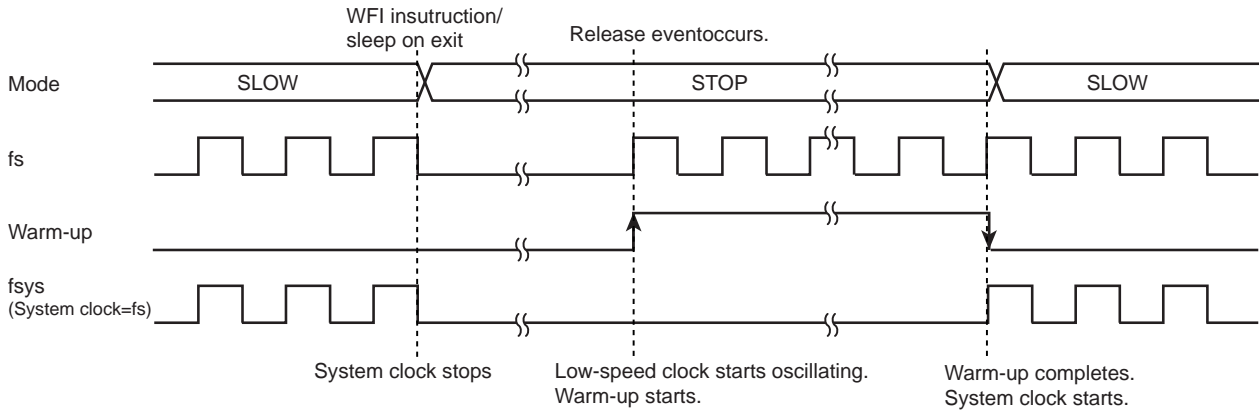 WFI insutruction/
sleep on exit
Release eventoccurs.
Mode
SLOW
STOP
SLOW
fs
Warm-up
fsys
(System clock=fs)
System clock stops
Low-speed clock starts oscillating.
Warm-up starts.
Warm-up completes.
System clock starts.